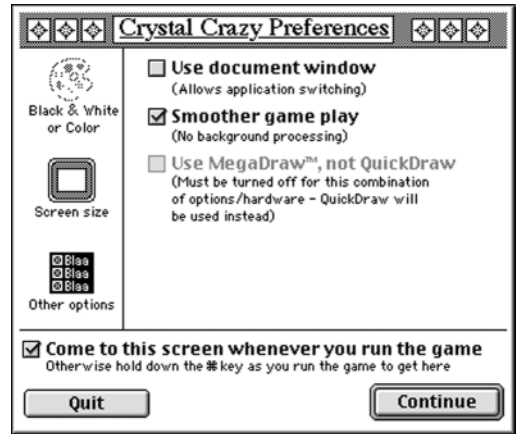 Crystal Crazy Preferences
Black & White
or Color
Screen size
Blaa
Blaa
Blaa
Other options
Use document window
(Allows application switching)
Smoother game play
(No background processing)
Use MegaDraw™, not QuickDraw
(Must be turned off for this combination
of options/hardware - QuickDraw will
be used instead)
Come to this screen whenever you run the game
Otherwise hold down the ⌘ key as you run the game to get here
Quit
Continue